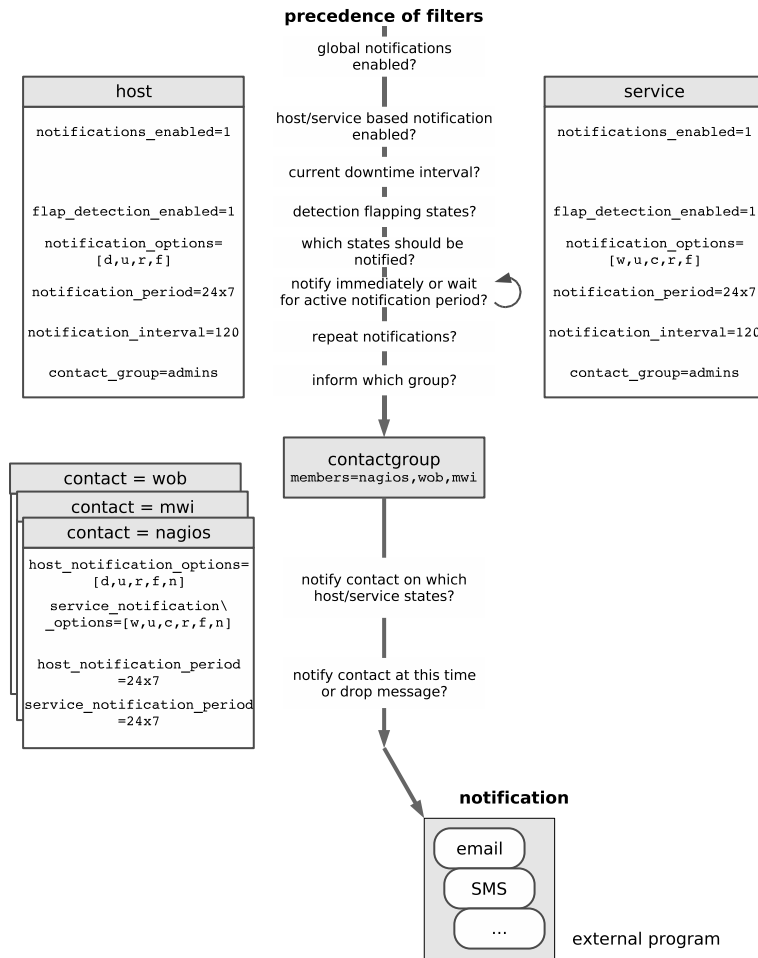 precedence of filters
global notifications
enabled?
host
notifications_enabled=1
flap_detection_enabled=1
notification_options=
[d,u,r,f]
notification_period=24x7
notification_interval=120
contact_group=admins
host/service based notification
enabled?
current downtime interval?
detection flapping states?
which states should be
notified?
notify immediately or wait
for active notification period?
repeat notifications?
inform which group?
service
notifications_enabled=1
flap_detection_enabled=1
notification_options=
[w,u,c,r,f]
notification_period=24x7
notification_interval=120
contact_group=admins
contactgroup
members=nagios,wob,mwi
contact = wob
contact = mwi
contact = nagios
host_notification_options=
[d,u,r,f,n]
service_notification\
_options=[w,u,c,r,f,n]
host_notification_period
=24x7
service_notification_period
=24x7
notify contact on which
host/service states?
notify contact at this time
or drop message?
notification
email
SMS
...
external program